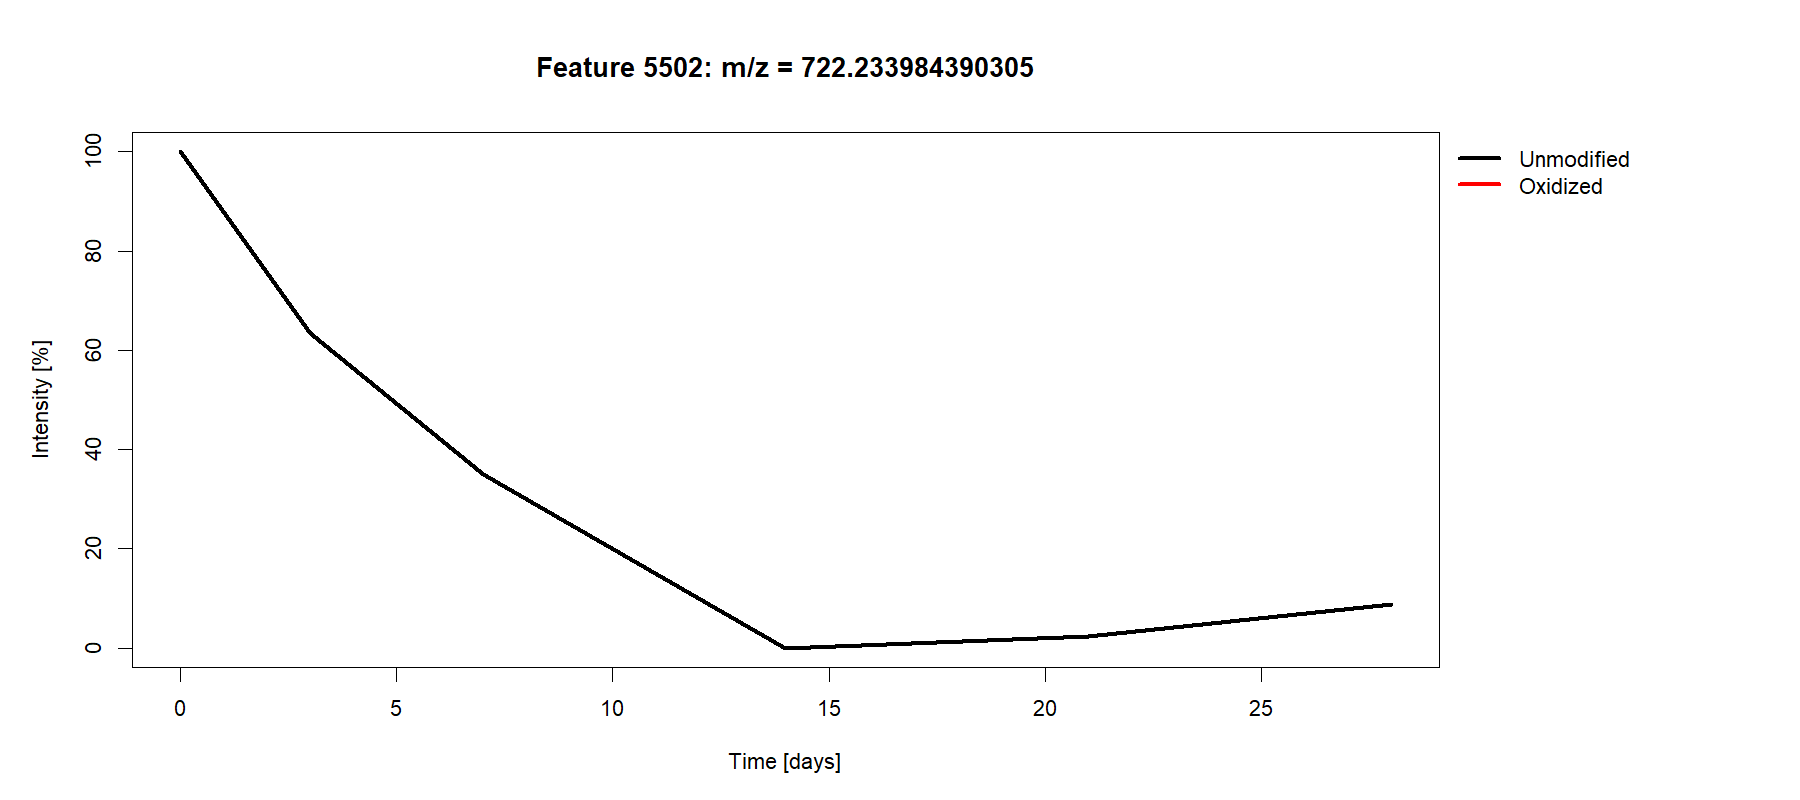 Feature 5502: m/z = 722.233984390305
Unmodified
Oxidized
Intensity [%]
100
80
60
40
20
0
0 5 10 15 20 25
Time [days]